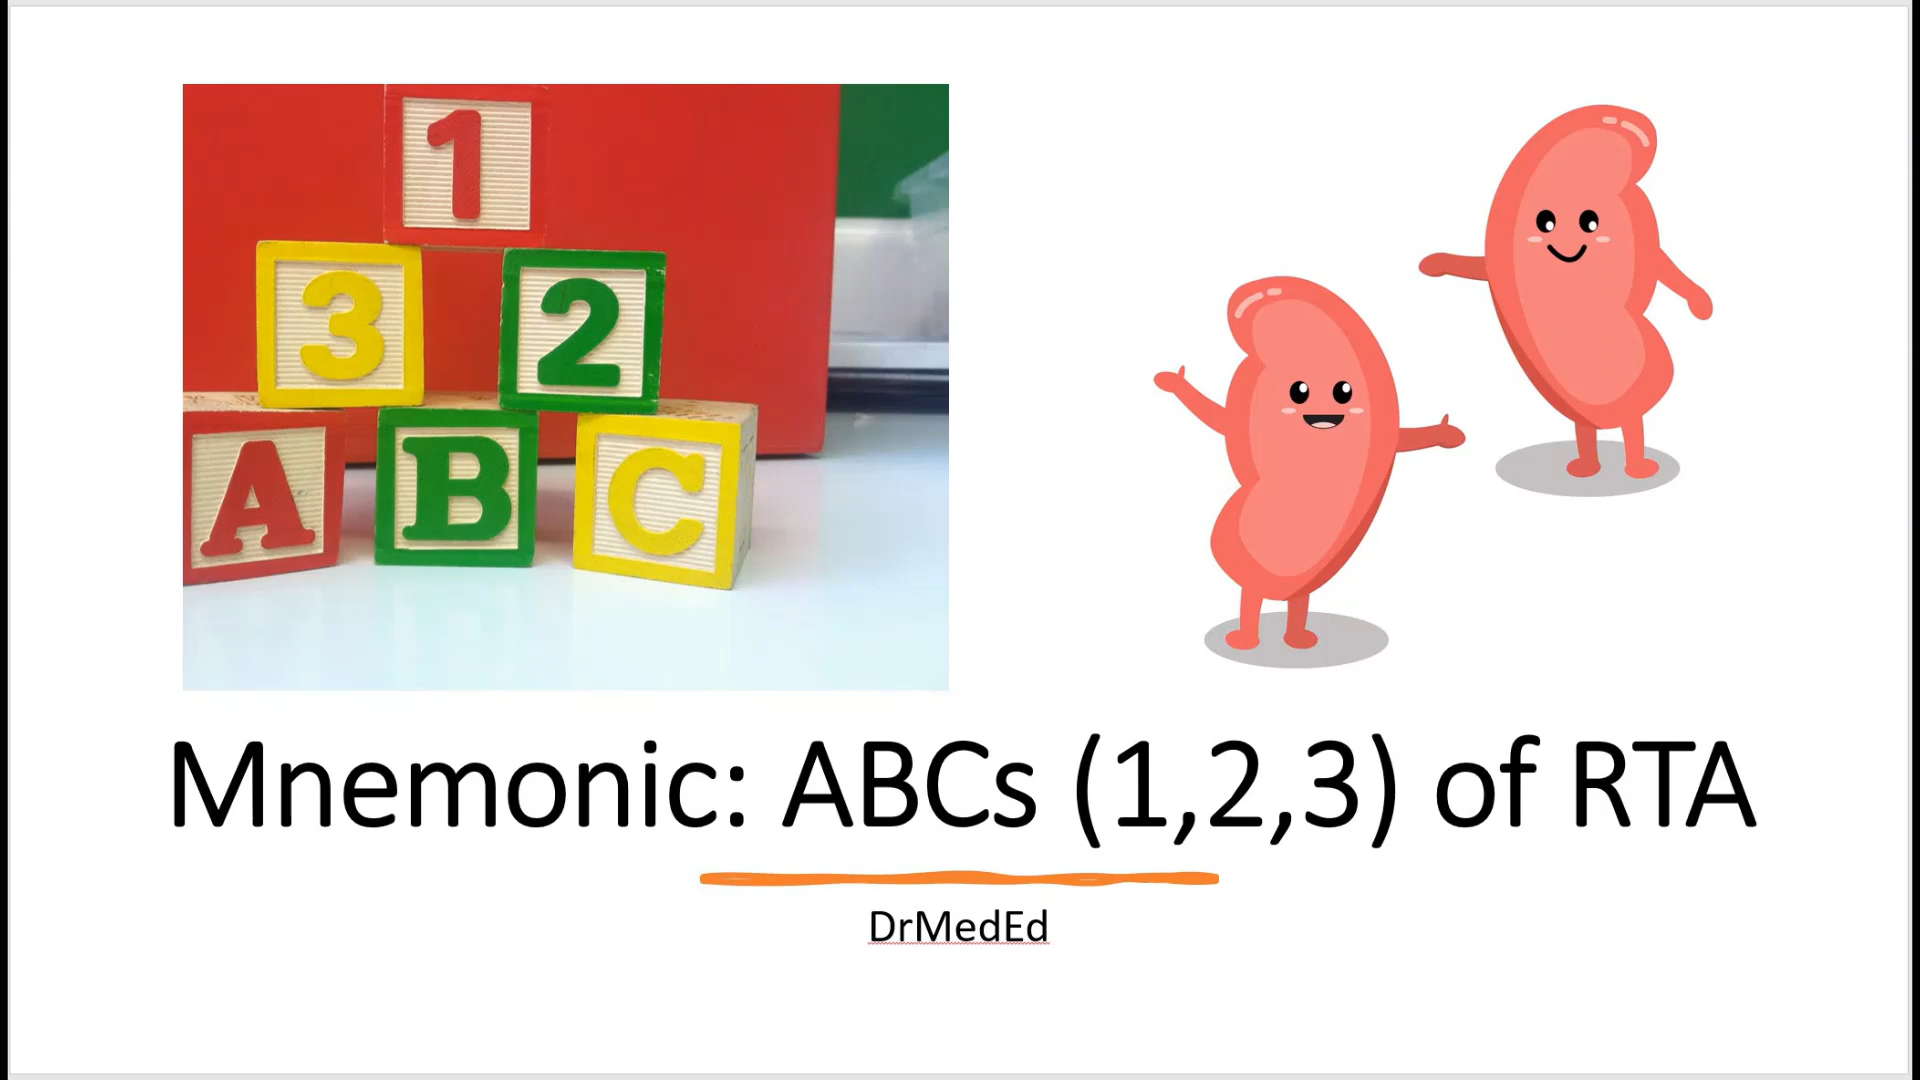 1
3 2
A B C
Mnemonic: ABCs (1,2,3) of RTA
DrMedEd